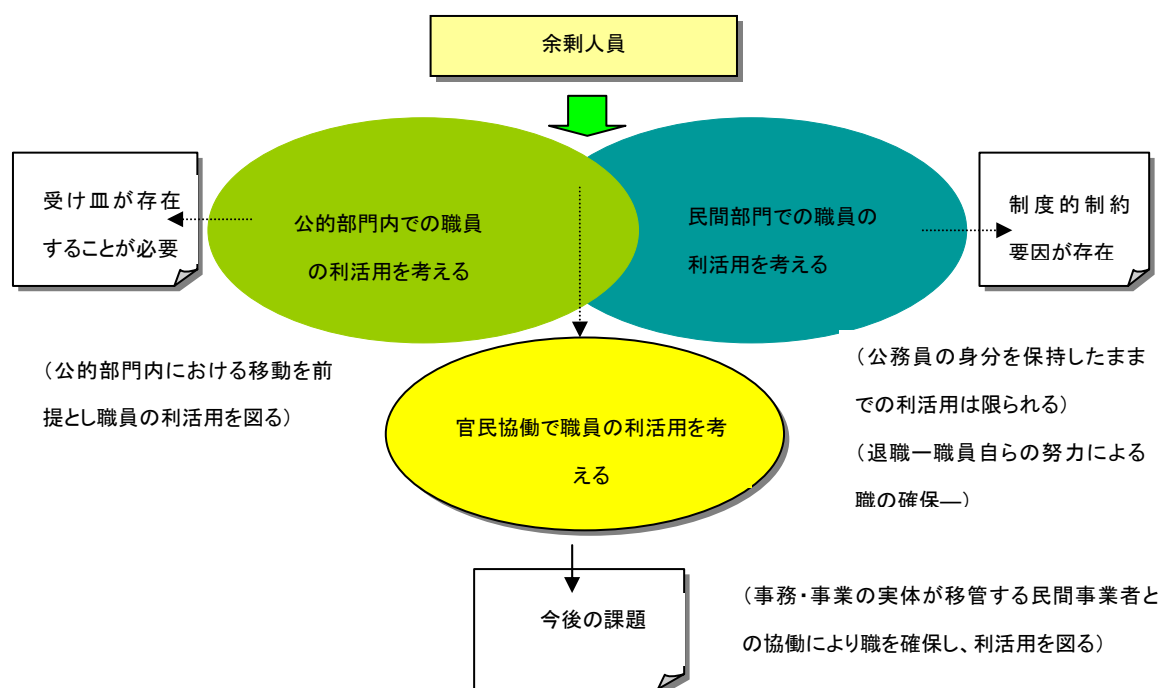 余剰人員
受け皿が存在
することが必要
公的部門内での職員
の利活用を考える
民間部門での職員の
利活用を考える
制度的制約
要因が存在
（公的部門内における移動を前
提とし職員の利活用を図る）
（公務員の身分を保持したまま
での利活用は限られる）
（退職―職員自らの努力による
職の確保―）
官民協働で職員の利活用を考
える
今後の課題
（事務・事業の実体が移管する民間事業者と
の協働により職を確保し、利活用を図る）